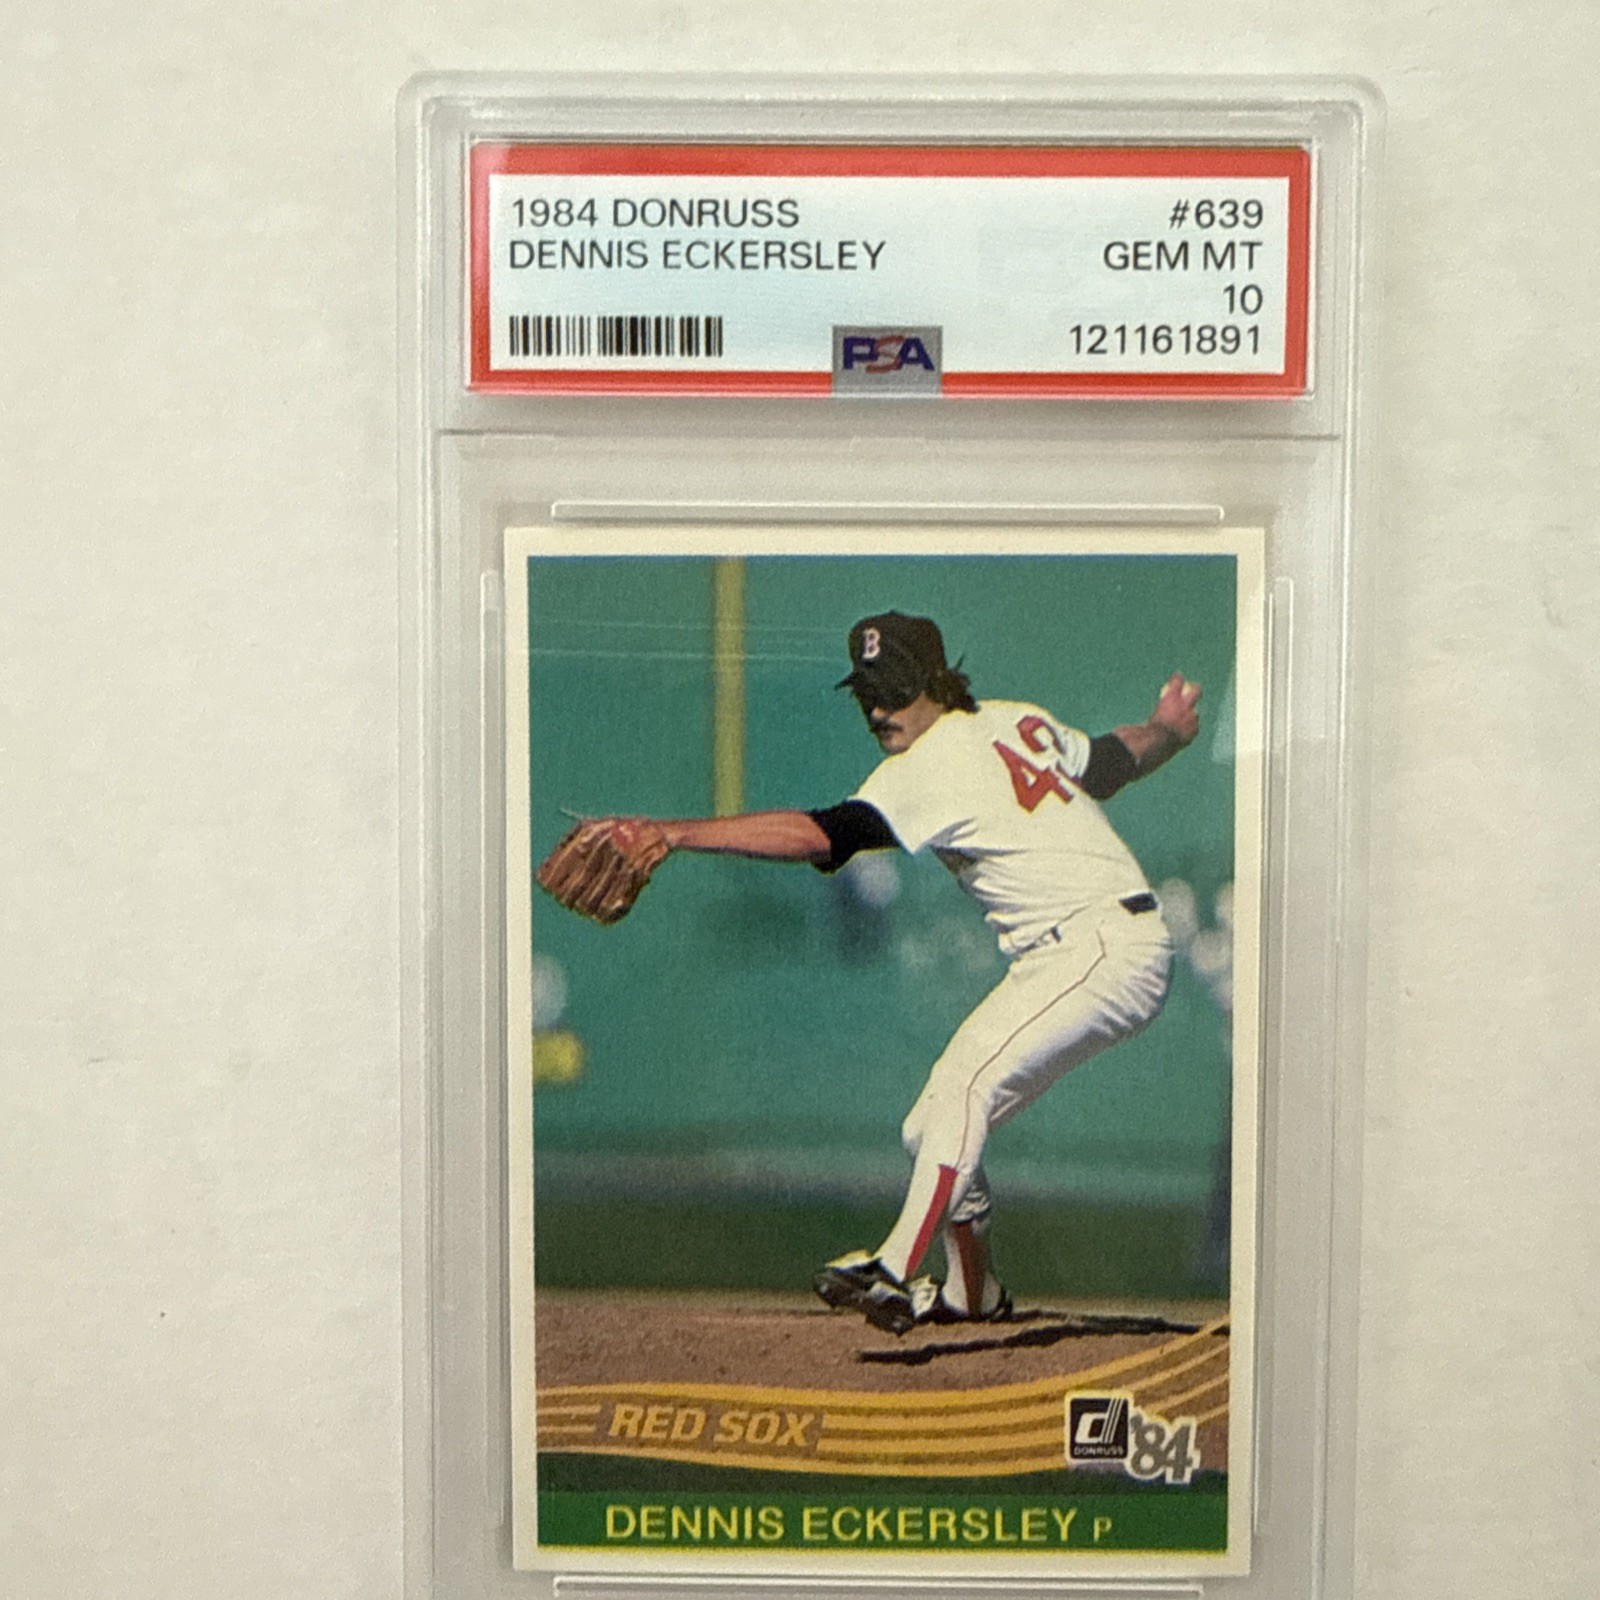 1984 DONRUSS #639
DENNIS ECKERSLEY GEM MT
10
PSA 121161891
B
42
RED SOX
d
DONRUSS
'84
DENNIS ECKERSLEY P